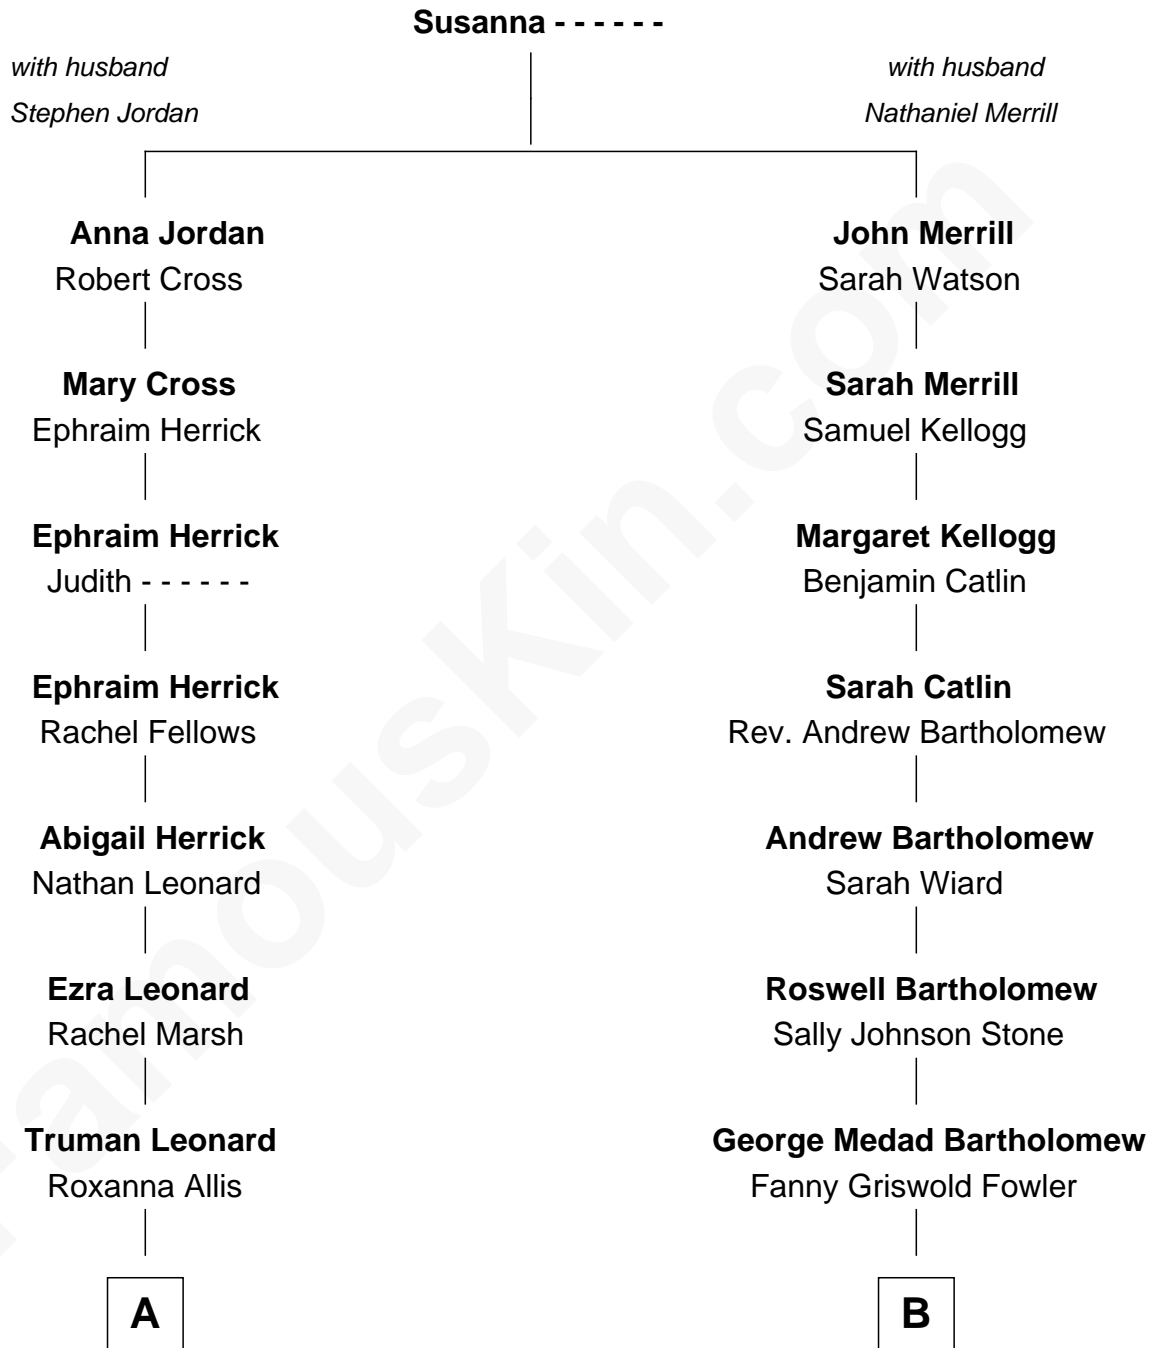 Susanna - - - - - -
with husband
Stephen Jordan
with husband
Nathaniel Merrill
Anna Jordan
Robert Cross
John Merrill
Sarah Watson
Mary Cross
Ephraim Herrick
Sarah Merrill
Samuel Kellogg
Ephraim Herrick
Judith - - - - - -
Margaret Kellogg
Benjamin Catlin
Ephraim Herrick
Rachel Fellows
Sarah Catlin
Rev. Andrew Bartholomew
Abigail Herrick
Nathan Leonard
Andrew Bartholomew
Sarah Wiard
Ezra Leonard
Rachel Marsh
Roswell Bartholomew
Sally Johnson Stone
Truman Leonard
Roxanna Allis
George Medad Bartholomew
Fanny Griswold Fowler
A
B
FamousKin.com